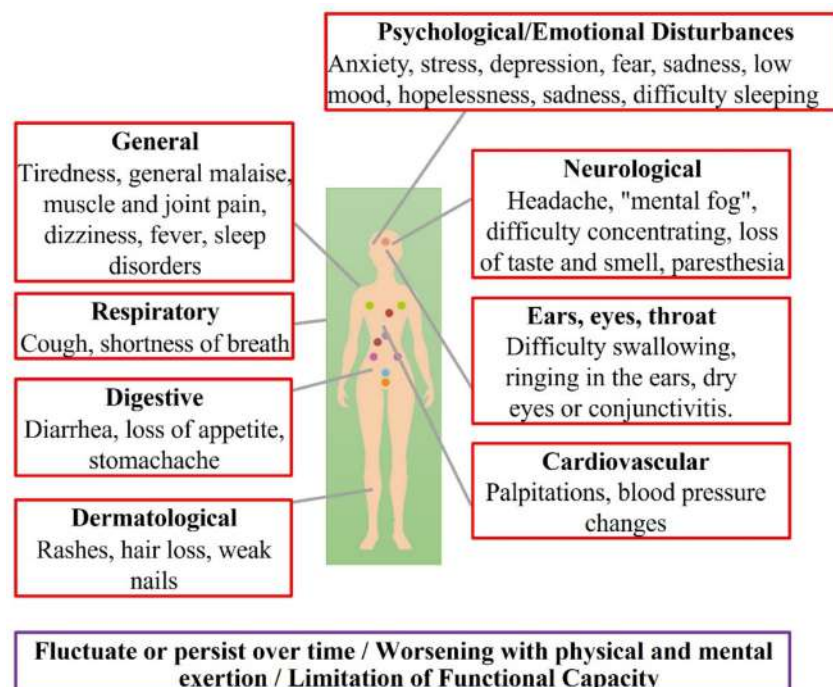 Psychological/Emotional Disturbances
Anxiety, stress, depression, fear, sadness, low
mood, hopelessness, sadness, difficulty sleeping
General
Tiredness, general malaise,
muscle and joint pain,
dizziness, fever, sleep
disorders
Neurological
Headache, "mental fog",
difficulty concentrating, loss
of taste and smell, paresthesia
Respiratory
Cough, shortness of breath
Ears, eyes, throat
Difficulty swallowing,
ringing in the ears, dry
eyes or conjunctivitis.
Digestive
Diarrhea, loss of appetite,
stomachache
Cardiovascular
Palpitations, blood pressure
changes
Dermatological
Rashes, hair loss, weak
nails
Fluctuate or persist over time / Worsening with physical and mental
exertion / Limitation of Functional Capacity